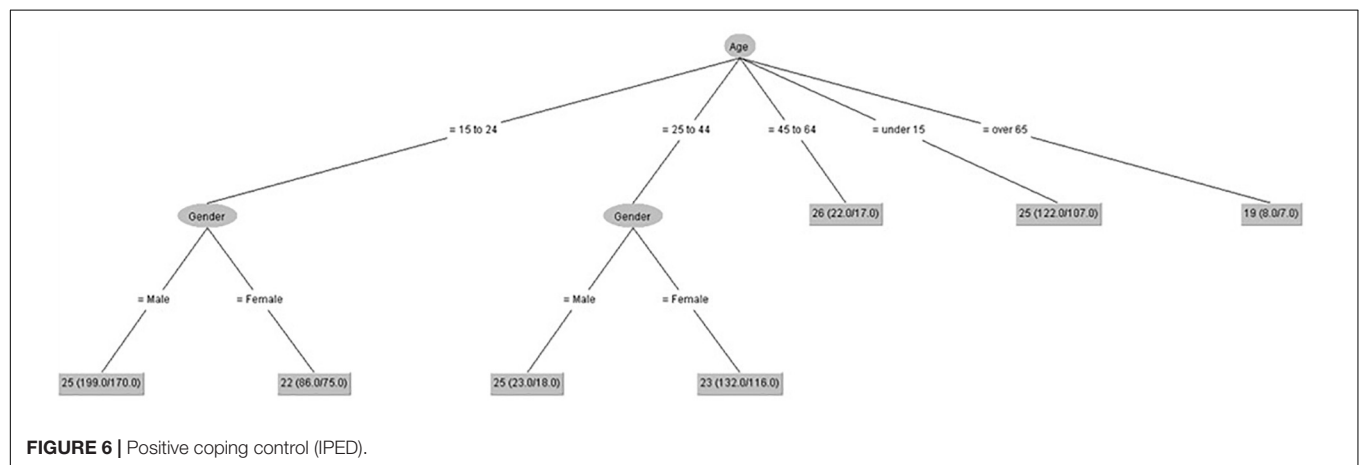 Age
= 15 to 24
= 25 to 44
= 45 to 64
= under 15
= over 65
Gender
Gender
26 (22.0/17.0)
25 (122.0/107.0)
19 (8.0/7.0)
= Male
= Female
= Male
= Female
25 (199.0/170.0)
22 (86.0/75.0)
25 (23.0/18.0)
23 (132.0/116.0)
FIGURE 6 | Positive coping control (IPED).